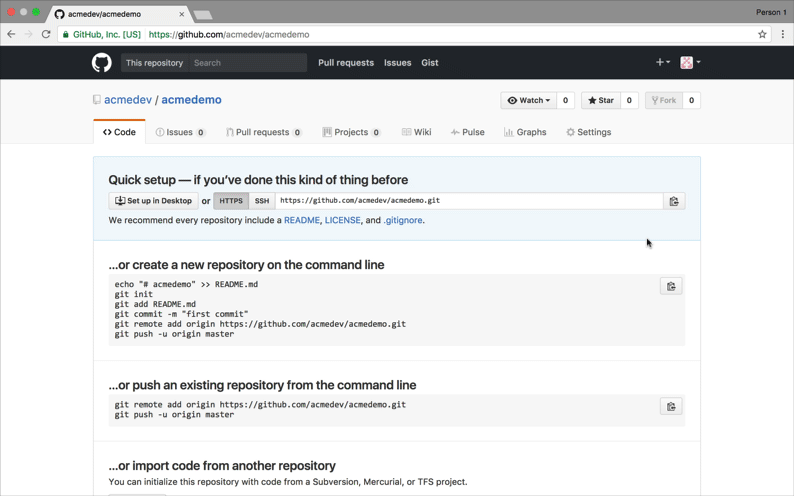 acmedev/acmedemo
Person 1
GitHub, Inc. [US] https://github.com/acmedev/acmedemo
This repository Search Pull requests Issues Gist
acmedev / acmedemo
Watch 0 Star 0 Fork 0
Code Issues 0 Pull requests 0 Projects 0 Wiki Pulse Graphs Settings
Quick setup — if you’ve done this kind of thing before
Set up in Desktop or HTTPS SSH https://github.com/acmedev/acmedemo.git
We recommend every repository include a README, LICENSE, and .gitignore.
…or create a new repository on the command line
echo "# acmedemo" >> README.md
git init
git add README.md
git commit -m "first commit"
git remote add origin https://github.com/acmedev/acmedemo.git
git push -u origin master
…or push an existing repository from the command line
git remote add origin https://github.com/acmedev/acmedemo.git
git push -u origin master
…or import code from another repository
You can initialize this repository with code from a Subversion, Mercurial, or TFS project.